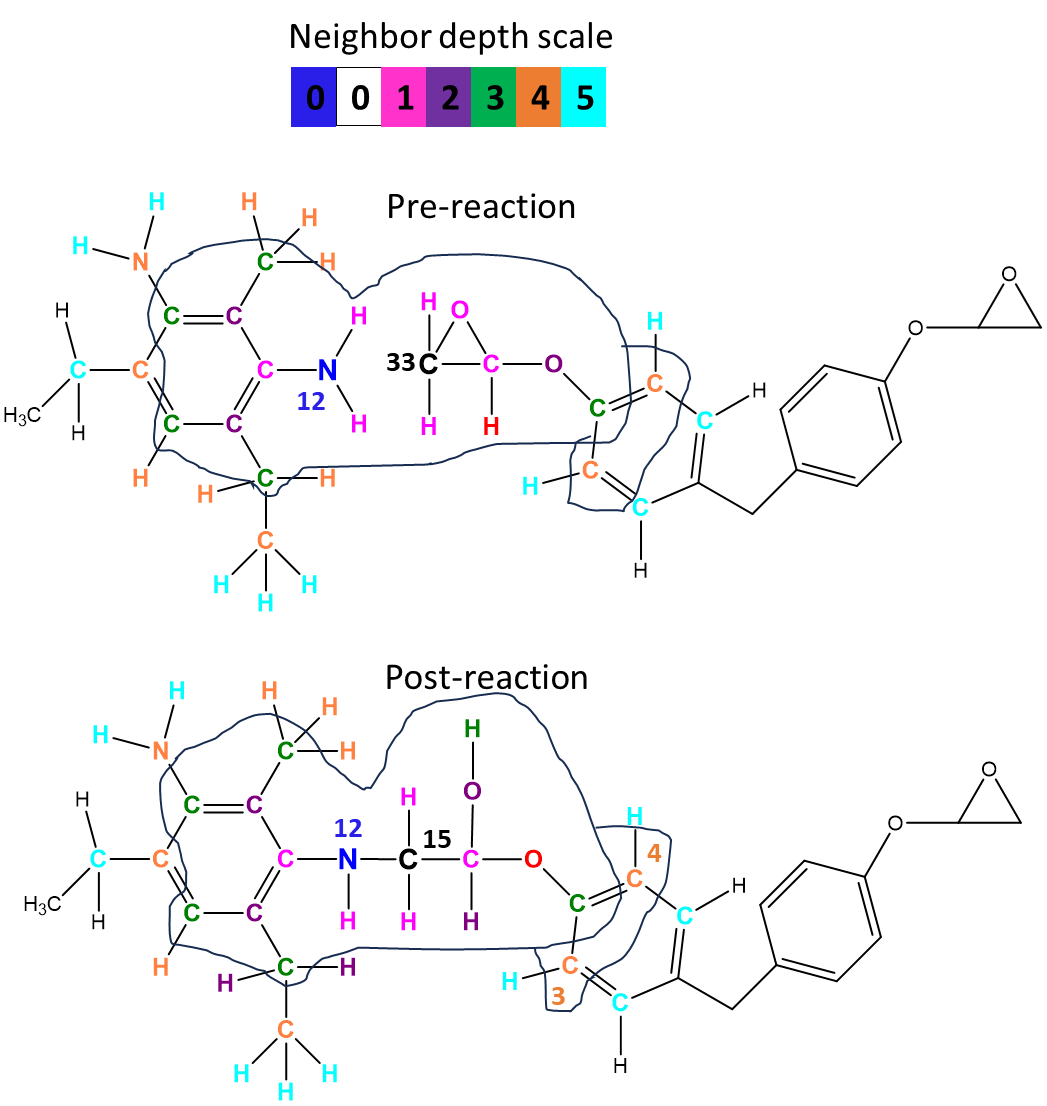 Neighbor depth scale
0 0 1 2 3 4 5
Pre-reaction
H H
H
H N C H
H H O
C C H H
H C C N 33 C C O C H
12
H₃C H C C H H H C C
H H C H H C C
H
C H
H H
H
Post-reaction
H H
H
H N C H H
C C H O
H C C N 12 C 15 C O H 4
H₃C H C C H H H C C C H
H H C H H C 3 C
C H
H H
H
O
O